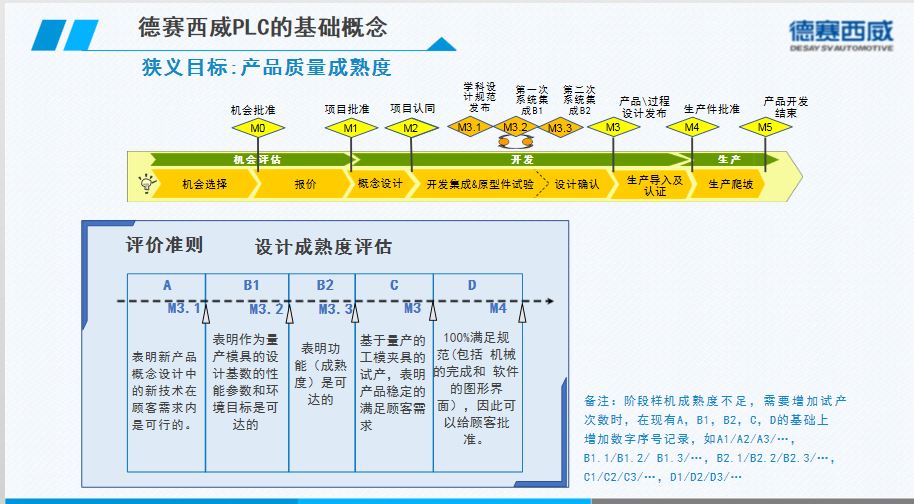 德赛西威PLC的基础概念
德赛西威
DESAY SV AUTOMOTIVE
狭义目标:产品质量成熟度
机会批准
项目批准
项目认同
学科设
计规范
发布
第一次
系统集
成B1
第二次
系统集
成B2
产品\过程
设计发布
生产件批准
产品开发
结束
M0
M1
M2
M3.1
M3.2
M3.3
M3
M4
M5
机会评估
开发
生产
机会选择
报价
概念设计
开发集成&原型件试验
设计确认
生产导入及
认证
生产爬坡
评价准则
设计成熟度评估
A
B1
B2
C
D
M3.1
M3.2
M3.3
M3
M4
表明新产品
概念设计中
的新技术在
顾客需求内
是可行的。
表明作为量
产模具的设
计基数的性
能参数和环
境目标是可
达的
表明功
能（成熟
度）是可
达的
基于量产的
工模夹具的
试产，表明
产品稳定的
满足顾客需
求
100%满足规
范(包括 机械
的完成和 软件
的图形界
面），因此可
以给顾客批
准。
备注：阶段样机成熟度不足，需要增加试产
次数时，在现有A，B1，B2，C，D的基础上
增加数字序号记录，如A1/A2/A3/…，
B1.1/B1.2/ B1.3/…，B2.1/B2.2/B2.3/…，
C1/C2/C3/…，D1/D2/D3/…